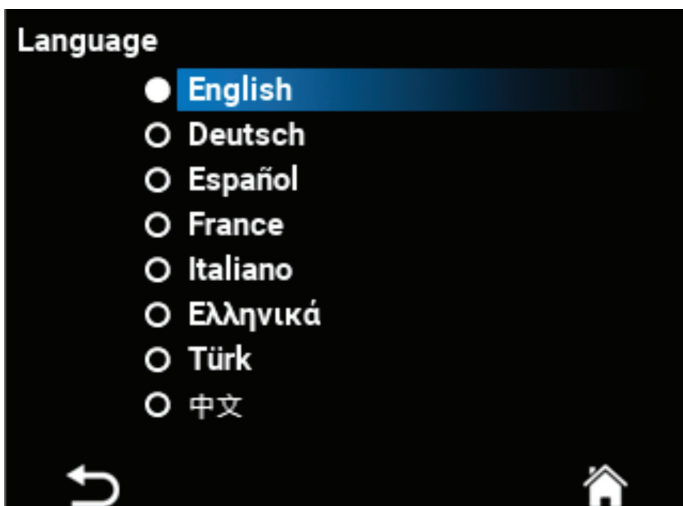 Language
English
Deutsch
Español
France
Italiano
Ελληνικά
Türk
中文